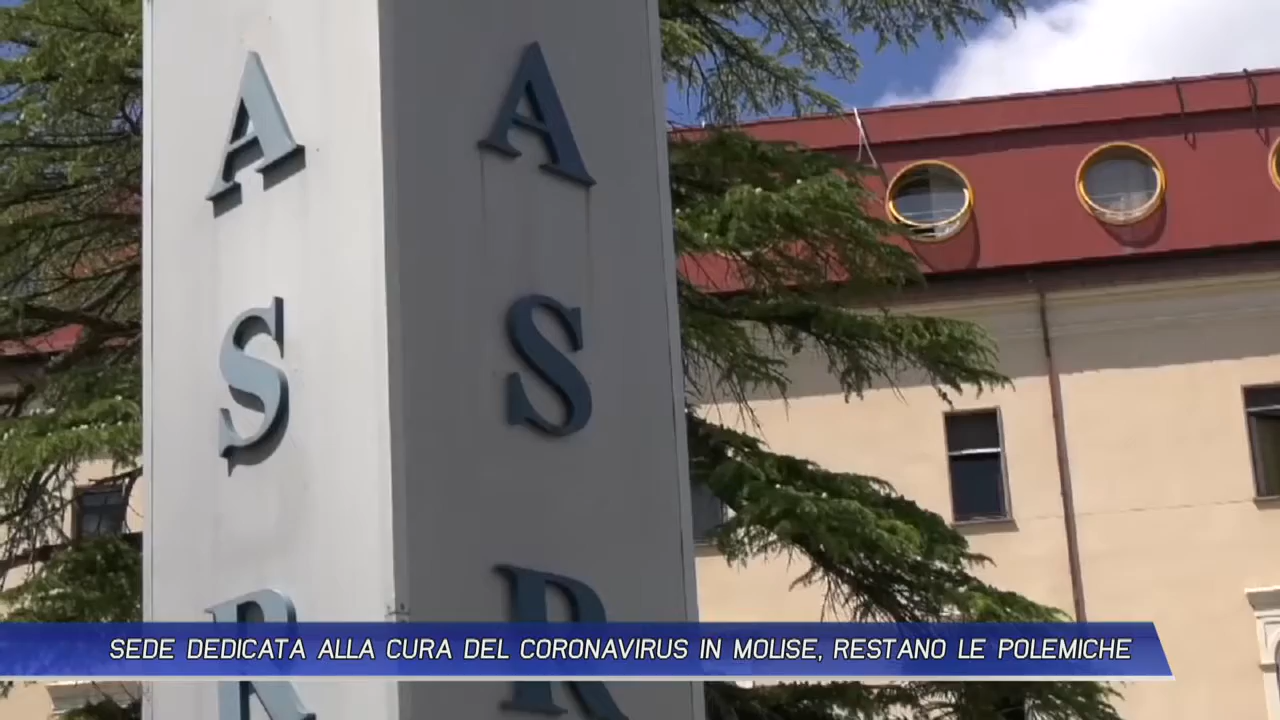 A
S
R
A
S
R
SEDE DEDICATA ALLA CURA DEL CORONAVIRUS IN MOLISE, RESTANO LE POLEMICHE